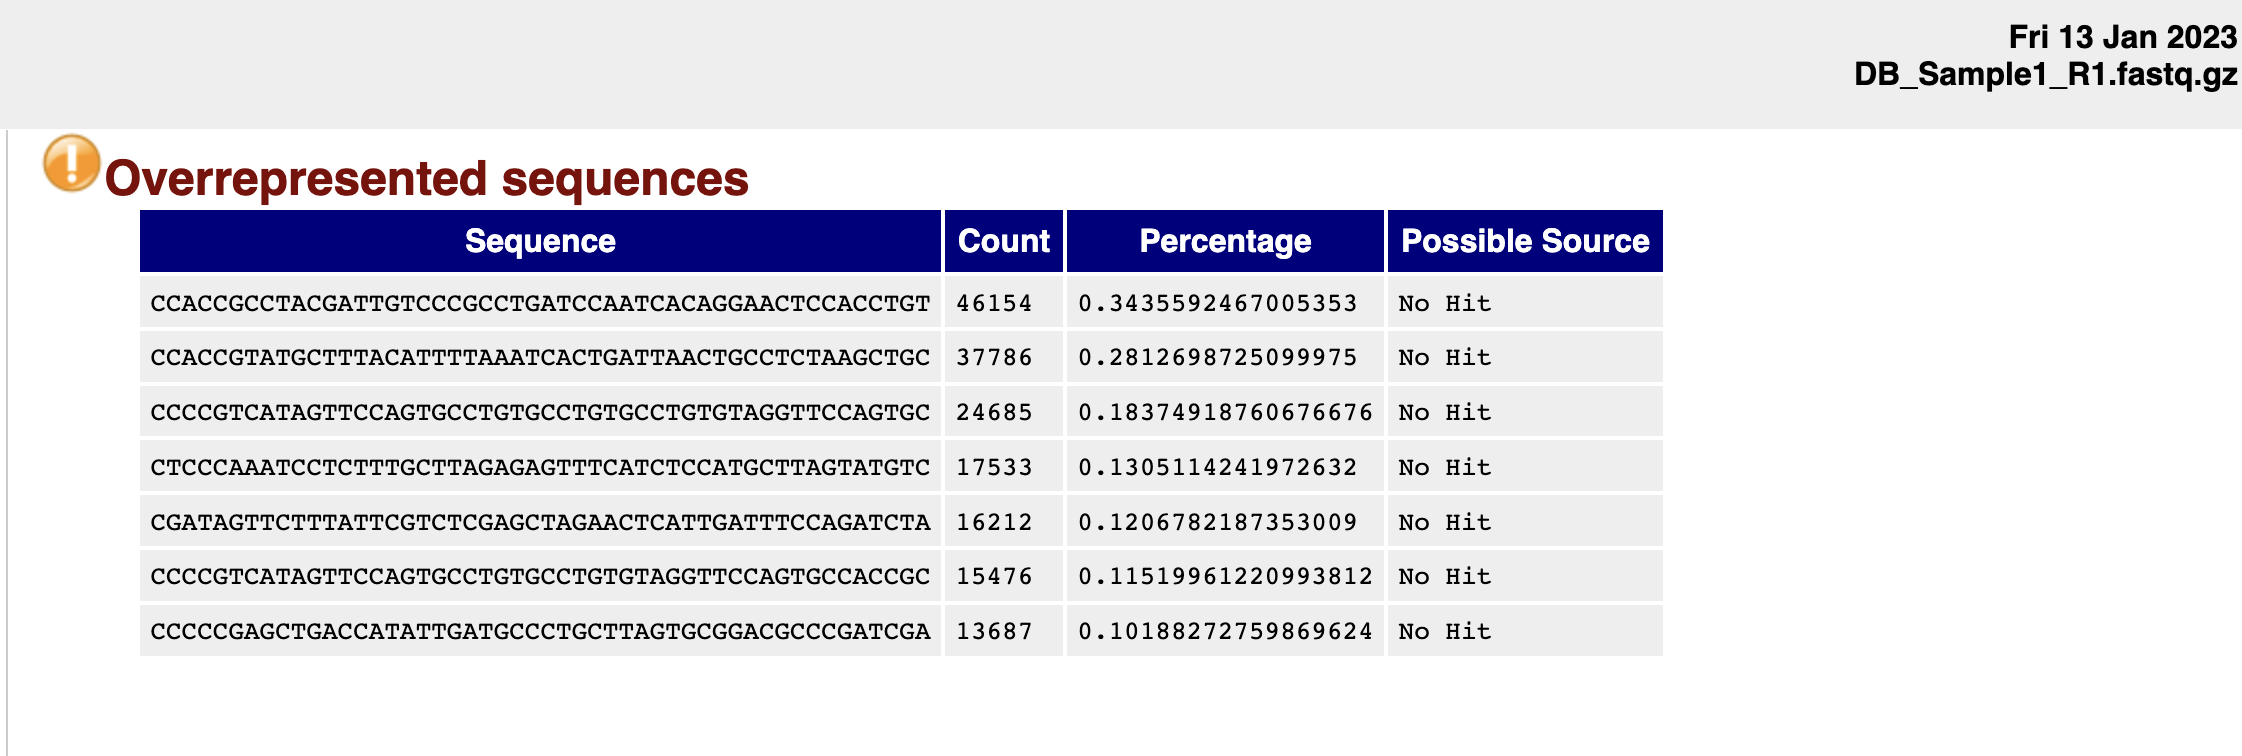 Fri 13 Jan 2023
DB_Sample1_R1.fastq.gz
Overrepresented sequences
Sequence Count Percentage Possible Source
CCACCGCCTACGATTGTCCCGCCTGATCCAATCACAGGAACTCCACCTGT 46154 0.3435592467005353 No Hit
CCACCGTATGCTTTACATTTTAAATCACTGATTAACTGCCTCTAAGCTGC 37786 0.2812698725099975 No Hit
CCCCGTCATAGTTCCAGTGCCTGTGCCTGTGCCTGTGTAGGTTCCAGTGC 24685 0.18374918760676676 No Hit
CTCCCAAATCCTCTTTGCTTAGAGAGTTTCATCTCCATGCTTAGTATGTC 17533 0.1305114241972632 No Hit
CGATAGTTCTTTATTCGTCTCGAGCTAGAACTCATTGATTTCCAGATCTA 16212 0.1206782187353009 No Hit
CCCCGTCATAGTTCCAGTGCCTGTGCCTGTGTAGGTTCCAGTGCCACCGC 15476 0.11519961220993812 No Hit
CCCCCGAGCTGACCATATTGATGCCCTGCTTAGTGCGGACGCCCGATCGA 13687 0.10188272759869624 No Hit